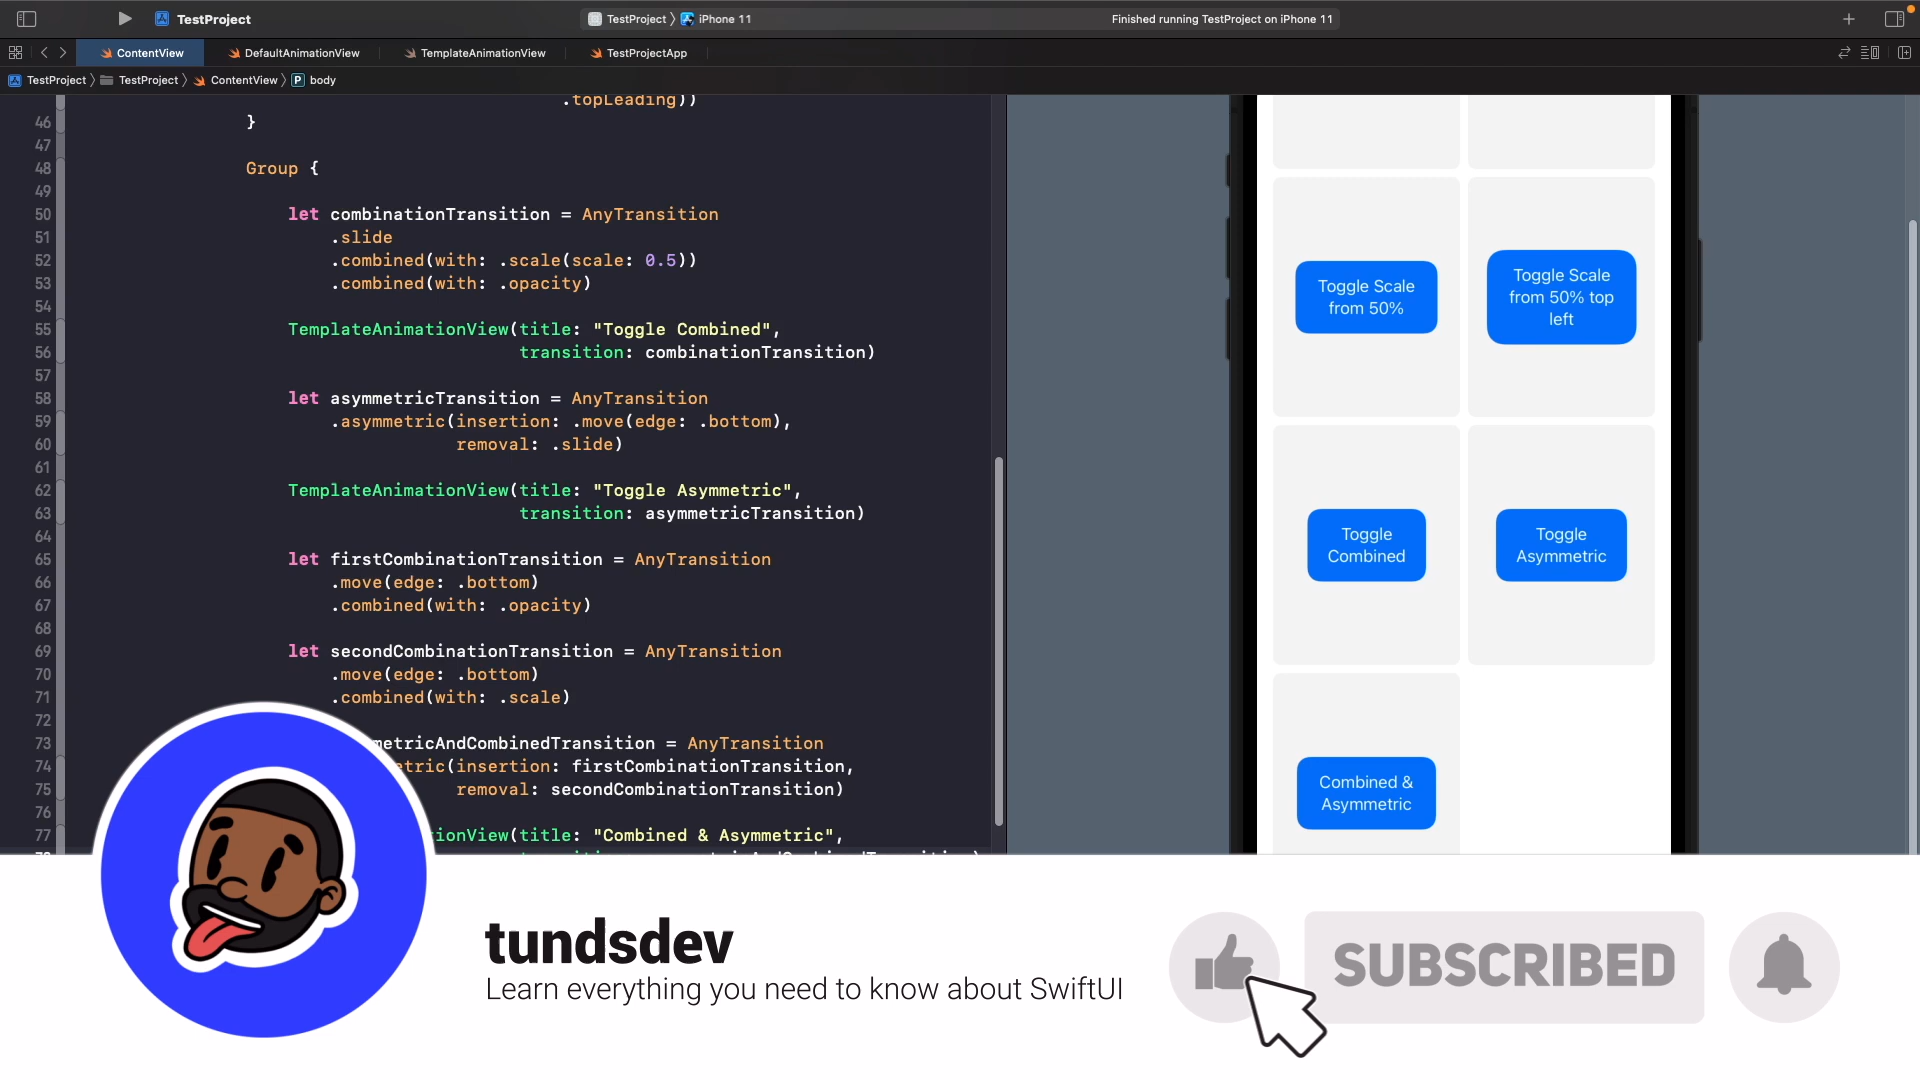 TestProject
TestProject
iPhone 11
Finished running TestProject on iPhone 11
ContentView
DefaultAnimationView
TemplateAnimationView
TestProjectApp
TestProject
TestProject
ContentView
P body
.topLeading))
46 }
47
48 Group {
49
50 let combinationTransition = AnyTransition
51 .slide
52 .combined(with: .scale(scale: 0.5))
53 .combined(with: .opacity)
54
55 TemplateAnimationView(title: "Toggle Combined",
56 transition: combinationTransition)
57
58 let asymmetricTransition = AnyTransition
59 .asymmetric(insertion: .move(edge: .bottom),
60 removal: .slide)
61
62 TemplateAnimationView(title: "Toggle Asymmetric",
63 transition: asymmetricTransition)
64
65 let firstCombinationTransition = AnyTransition
66 .move(edge: .bottom)
67 .combined(with: .opacity)
68
69 let secondCombinationTransition = AnyTransition
70 .move(edge: .bottom)
71 .combined(with: .scale)
72
73 metricAndCombinedTransition = AnyTransition
74 etric(insertion: firstCombinationTransition,
75 removal: secondCombinationTransition)
76
77 ionView(title: "Combined & Asymmetric",
Toggle Scale
from 50%
Toggle Scale
from 50% top
left
Toggle
Combined
Toggle
Asymmetric
Combined &
Asymmetric
tundsdev
Learn everything you need to know about SwiftUI
SUBSCRIBED